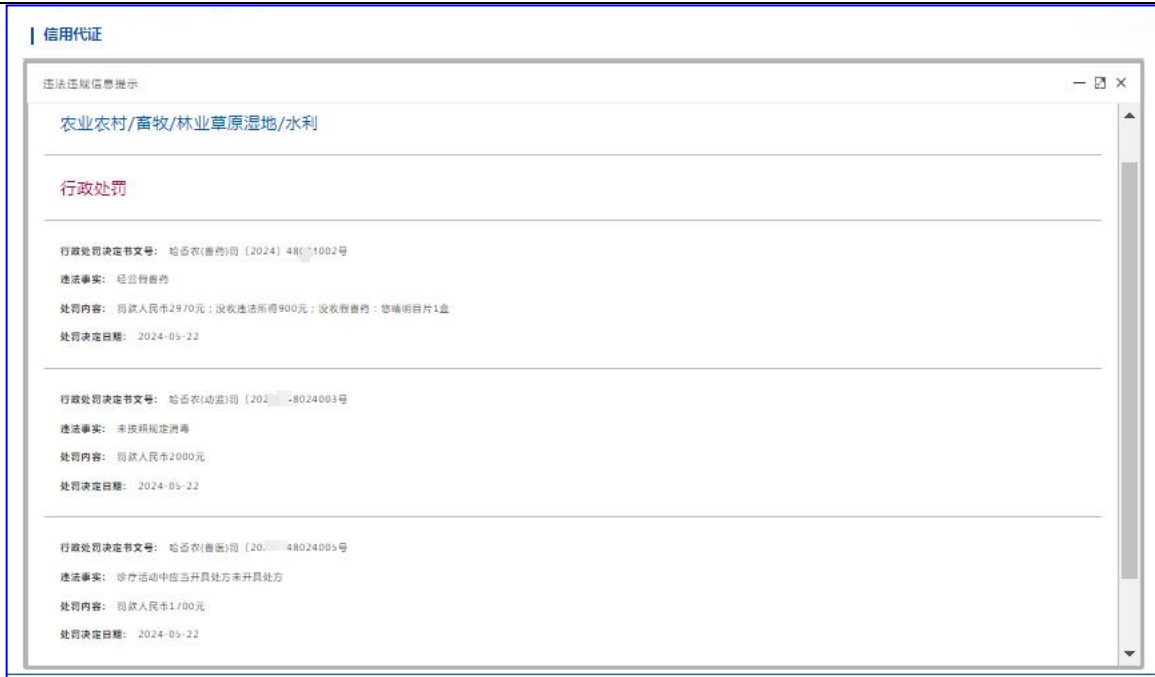 信用代证
违法违规信息提示
农业农村/畜牧/林业草原湿地/水利
行政处罚
行政处罚决定书文号: 哈香农(兽药)罚〔2024〕48 4002号
违法事实: 经营假兽药
处罚内容: 罚款人民币2970元;没收违法所得900元;没收假兽药:悠睛明目片1盒
处罚决定日期: 2024-05-22
行政处罚决定书文号: 哈香农(动监)罚〔202 -8024003号
违法事实: 未按照规定消毒
处罚内容: 罚款人民币2000元
处罚决定日期: 2024-05-22
行政处罚决定书文号: 哈香农(兽医)罚〔20 48024005号
违法事实: 诊疗活动中应当开具处方未开具处方
处罚内容: 罚款人民币1700元
处罚决定日期: 2024-05-22